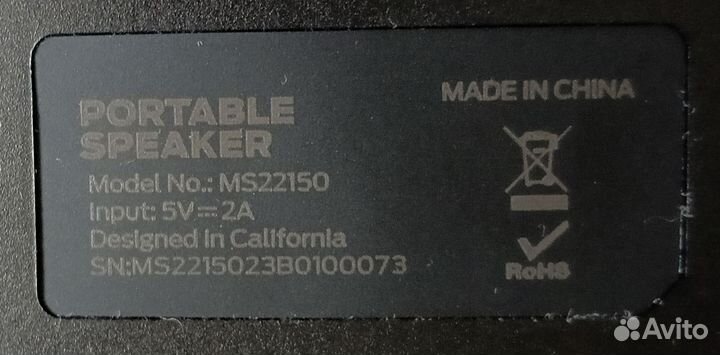 PORTABLE
SPEAKER
Model No.: MS22150
Input: 5V⎓2A
Designed in California
SN:MS2215023B0100073
MADE IN CHINA
RoHS
Avito